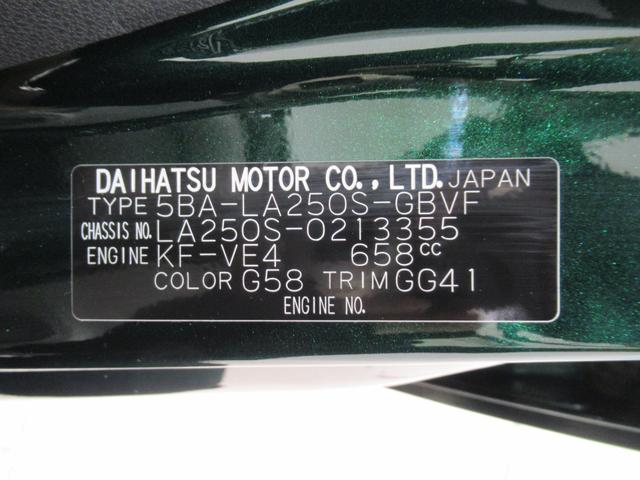 DAIHATSU MOTOR CO., LTD. JAPAN
TYPE 5BA-LA250S-GBVF
CHASSIS NO. LA250S-0213355
ENGINE KF-VE4 658CC
COLOR G58 TRIM GG41
ENGINE NO.